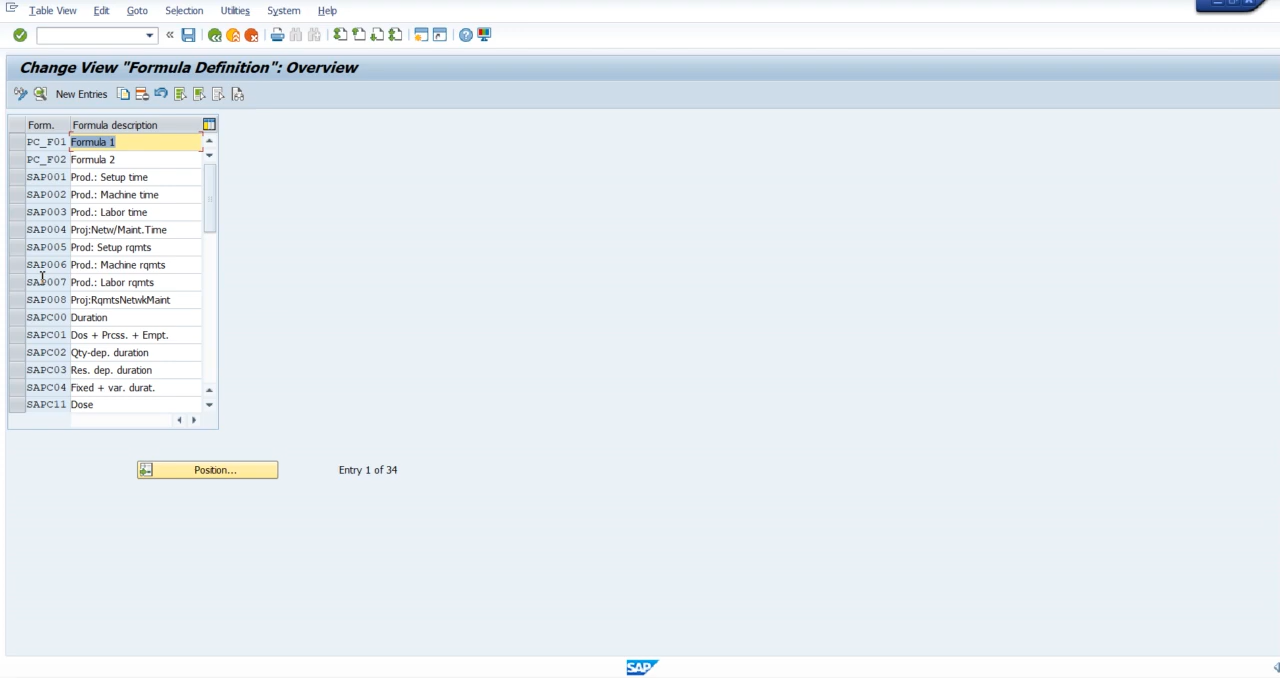 Table View Edit Goto Selection Utilities System Help
«
Change View "Formula Definition": Overview
New Entries
Form. Formula description
PC_F01 Formula 1
PC_F02 Formula 2
SAP001 Prod.: Setup time
SAP002 Prod.: Machine time
SAP003 Prod.: Labor time
SAP004 Proj:Netw/Maint.Time
SAP005 Prod: Setup rqmts
SAP006 Prod.: Machine rqmts
SAP007 Prod.: Labor rqmts
SAP008 Proj:RqmtsNetwkMaint
SAPC00 Duration
SAPC01 Dos + Prcss. + Empt.
SAPC02 Qty-dep. duration
SAPC03 Res. dep. duration
SAPC04 Fixed + var. durat.
SAPC11 Dose
Position... Entry 1 of 34
SAP